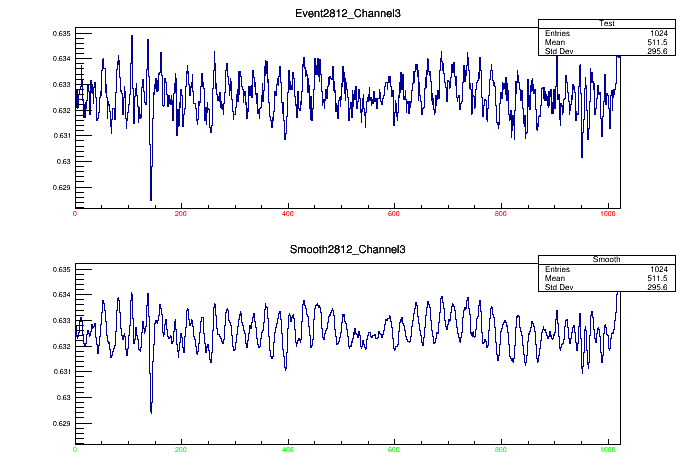 Event2812_Channel3
Test
Entries 1024
Mean 511.5
Std Dev 295.6
0.635
0.634
0.633
0.632
0.631
0.63
0.629
0 200 400 600 800 1000
Smooth2812_Channel3
Smooth
Entries 1024
Mean 511.5
Std Dev 295.6
0.635
0.634
0.633
0.632
0.631
0.63
0.629
0 200 400 600 800 1000